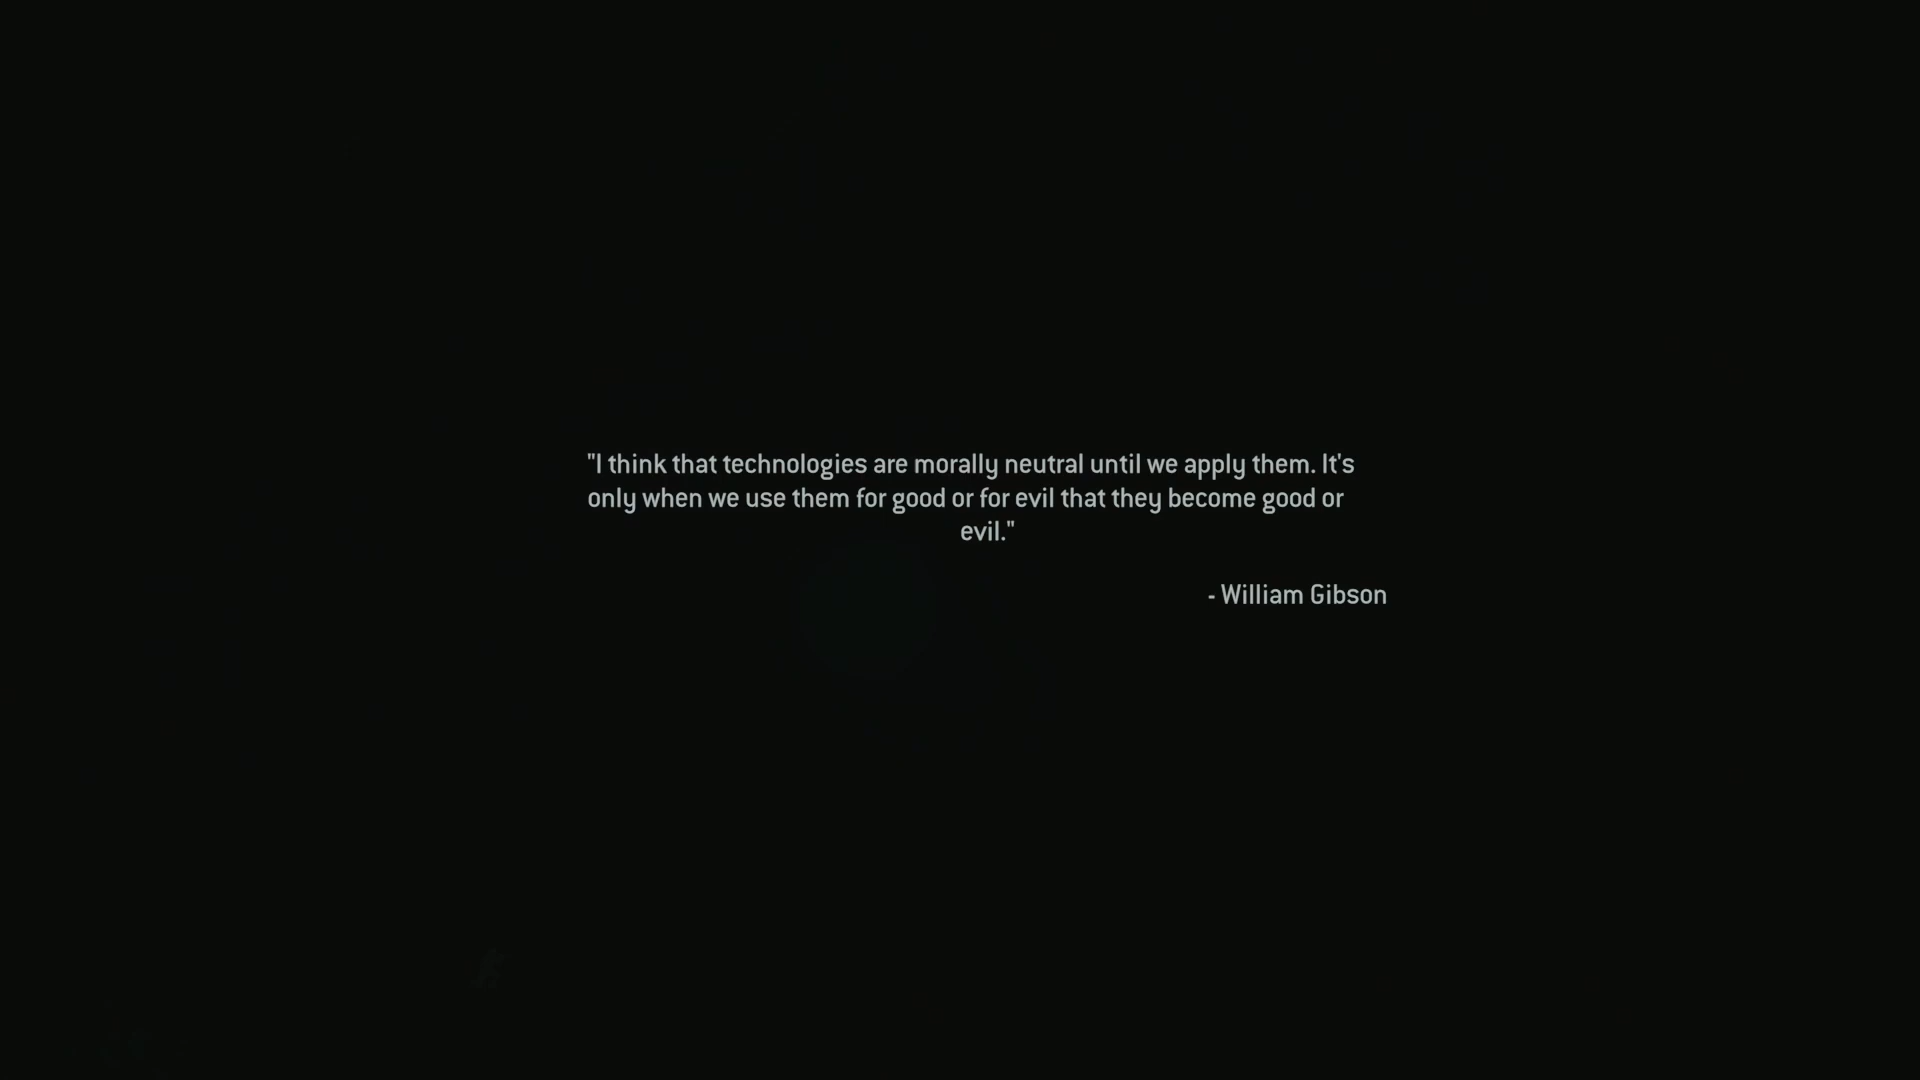 "I think that technologies are morally neutral until we apply them. It's
only when we use them for good or for evil that they become good or
evil."
- William Gibson